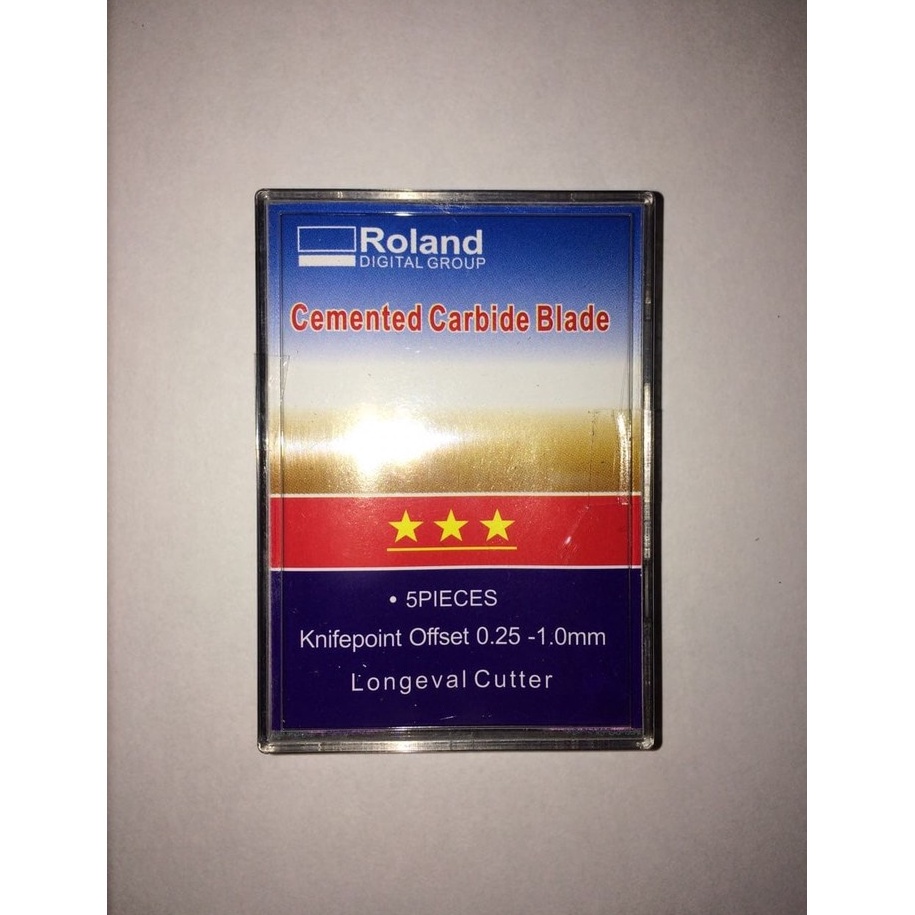 Roland
DIGITAL GROUP
Cemented Carbide Blade
• 5PIECES
Knifepoint Offset 0.25 -1.0mm
Longeval Cutter